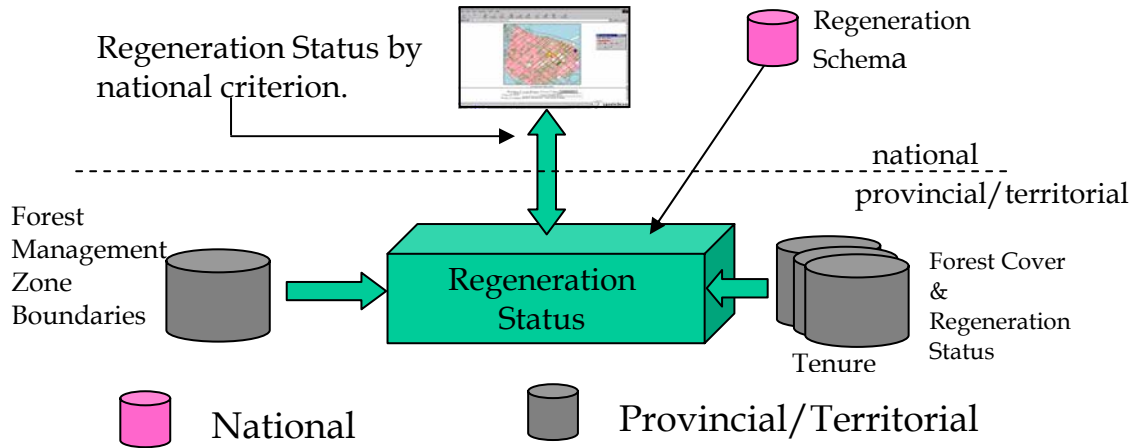 Regeneration Status by
national criterion.
Regeneration
Schema
national
provincial/territorial
Forest
Management
Zone
Boundaries
Regeneration
Status
Forest Cover
&
Regeneration
Status
Tenure
National
Provincial/Territorial